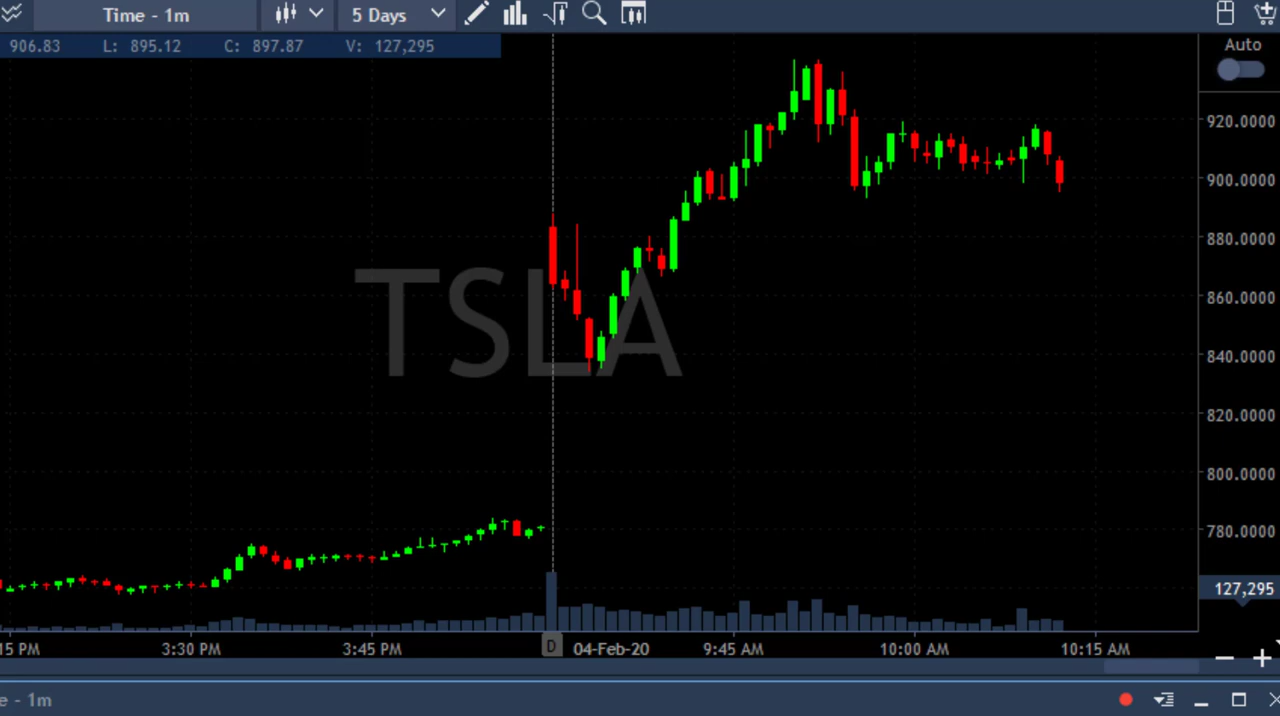 Time - 1m 5 Days
906.83 L: 895.12 C: 897.87 V: 127,295
Auto
920.0000
900.0000
880.0000
TSLA
860.0000
840.0000
820.0000
800.0000
780.0000
127,295
15 PM 3:30 PM 3:45 PM D 04-Feb-20 9:45 AM 10:00 AM 10:15 AM
e - 1m